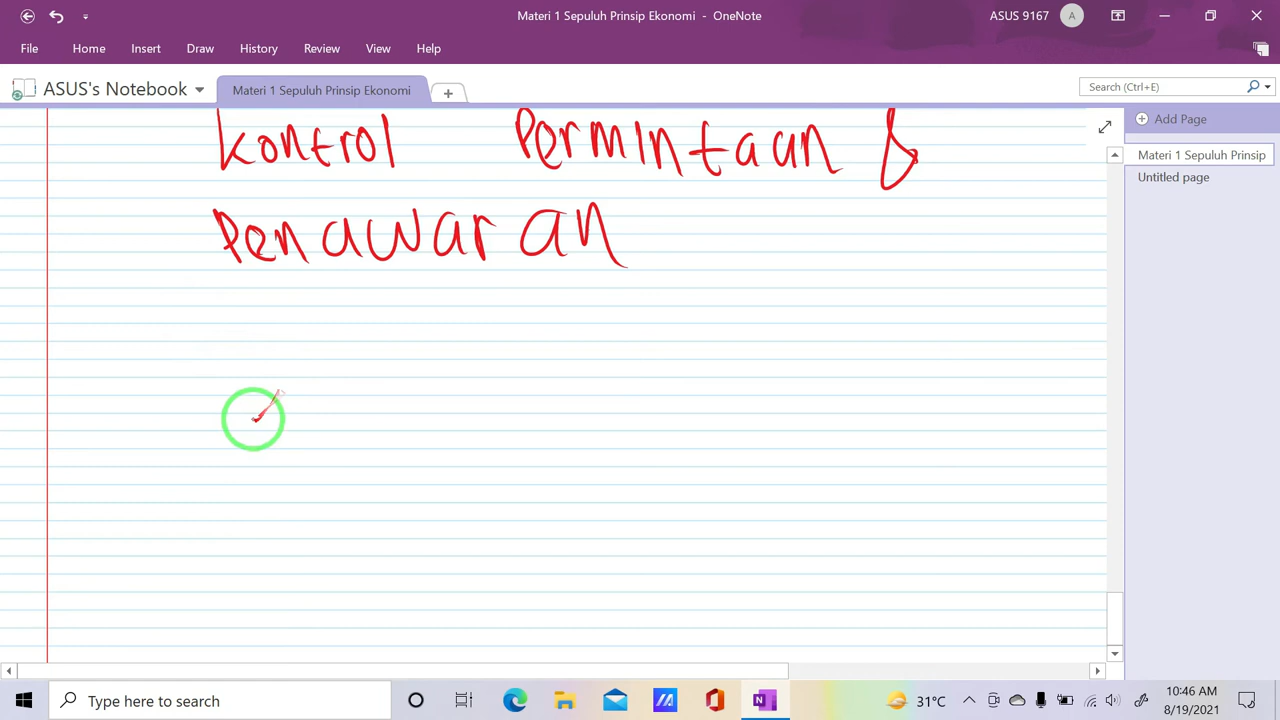 Materi 1 Sepuluh Prinsip Ekonomi - OneNote
ASUS 9167
A
File Home Insert Draw History Review View Help
ASUS's Notebook
Materi 1 Sepuluh Prinsip Ekonomi
Search (Ctrl+E)
Add Page
Materi 1 Sepuluh Prinsip
Untitled page
kontrol Permintaan &
Penawaran
Type here to search
31°C
10:46 AM
8/19/2021